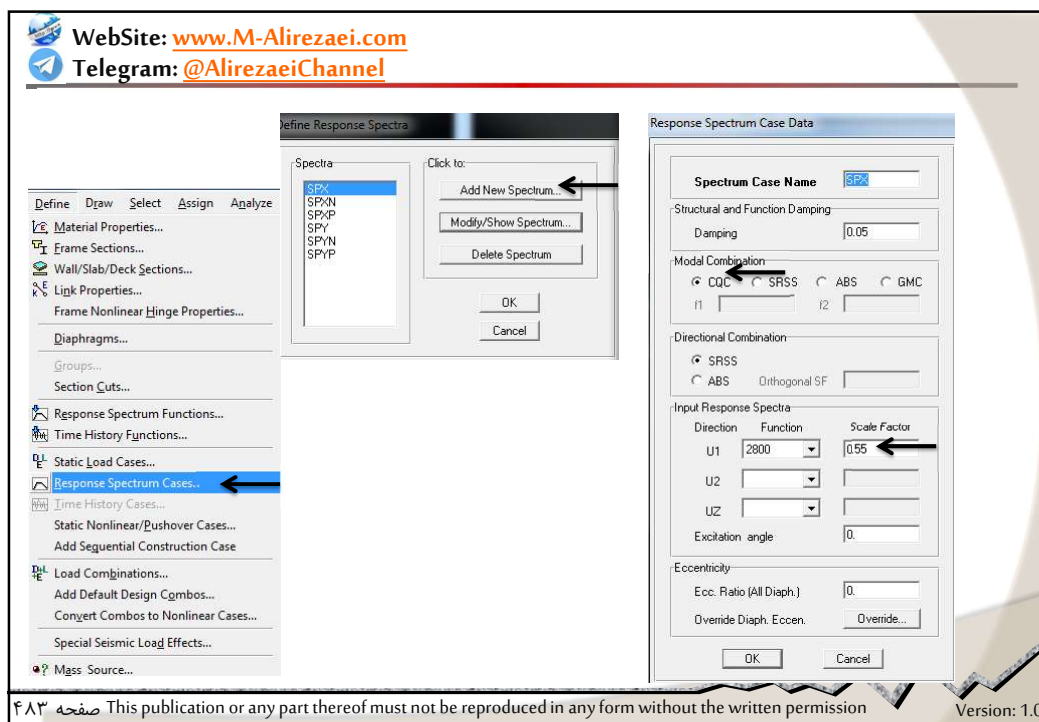 WebSite: www.M-Alirezaei.com
Telegram: @AlirezaeiChannel
Define Draw Select Assign Analyze
Material Properties...
Frame Sections...
Wall/Slab/Deck Sections...
Link Properties...
Frame Nonlinear Hinge Properties...
Diaphragms...
Groups...
Section Cuts...
Response Spectrum Functions...
Time History Functions...
Static Load Cases...
Response Spectrum Cases..
Time History Cases...
Static Nonlinear/Pushover Cases...
Add Sequential Construction Case
Load Combinations...
Add Default Design Combos...
Convert Combos to Nonlinear Cases...
Special Seismic Load Effects...
Mass Source...
Define Response Spectra
Spectra
SPX
SPXN
SPXP
SPY
SPYN
SPYP
Click to:
Add New Spectrum...
Modify/Show Spectrum...
Delete Spectrum
OK
Cancel
Response Spectrum Case Data
Spectrum Case Name SPX
Structural and Function Damping
Damping 0.05
Modal Combination
CQC SRSS ABS GMC
f1 f2
Directional Combination
SRSS
ABS Orthogonal SF
Input Response Spectra
Direction Function Scale Factor
U1 2800 0.55
U2
UZ
Excitation angle 0.
Eccentricity
Ecc. Ratio (All Diaph.) 0.
Override Diaph. Eccen. Override...
OK Cancel
صفحه ۴۸۳ This publication or any part thereof must not be reproduced in any form without the written permission Version: 1.0